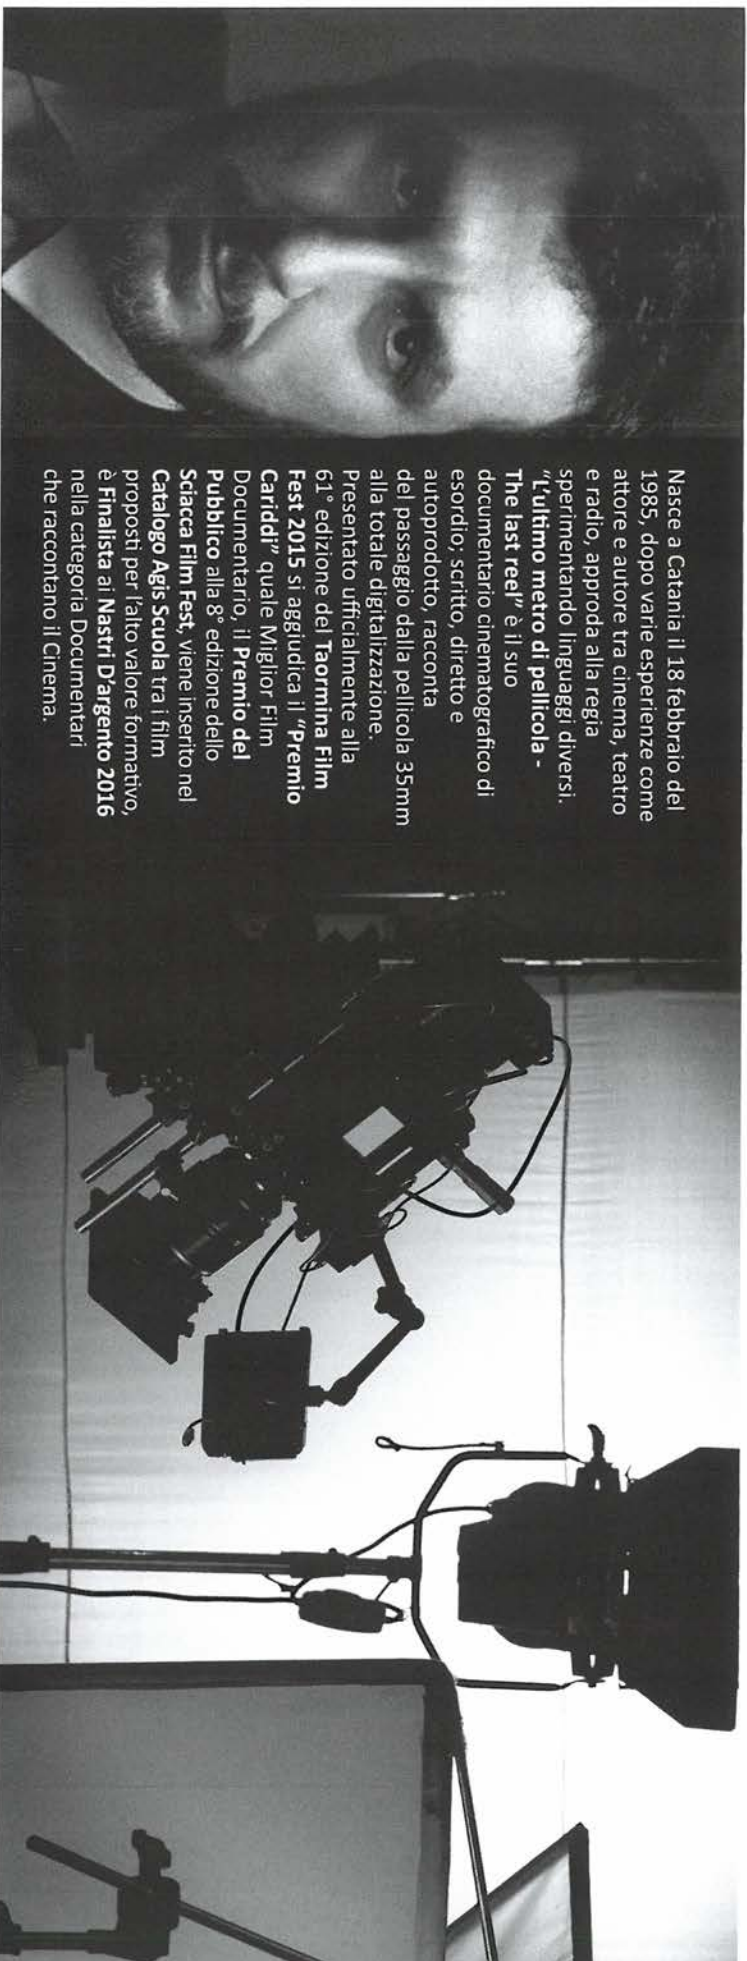 Nasce a Catania il 18 febbraio del
1985, dopo varie esperienze come
attore e autore tra cinema, teatro
e radio, approda alla regia
sperimentando linguaggi diversi.
"L'ultimo metro di pellicola -
The last reel" è il suo
documentario cinematografico di
esordio; scritto, diretto e
autoprodotto, racconta
del passaggio dalla pellicola 35mm
alla totale digitalizzazione.
Presentato ufficialmente alla
61° edizione del Taormina Film
Fest 2015 si aggiudica il "Premio
Cariddi" quale Miglior Film
Documentario, il Premio del
Pubblico alla 8° edizione dello
Sciacca Film Fest, viene inserito nel
Catalogo Agis Scuola tra i film
proposti per l'alto valore formativo,
è Finalista ai Nastri D'argento 2016
nella categoria Documentari
che raccontano il Cinema.